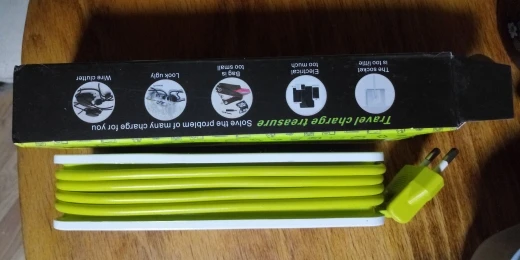 Travel charge treasure Solve the problem of many charge for you
The socket
is too little
Electrical
too much
Bag is
too small
Look ugly
Wire clutter